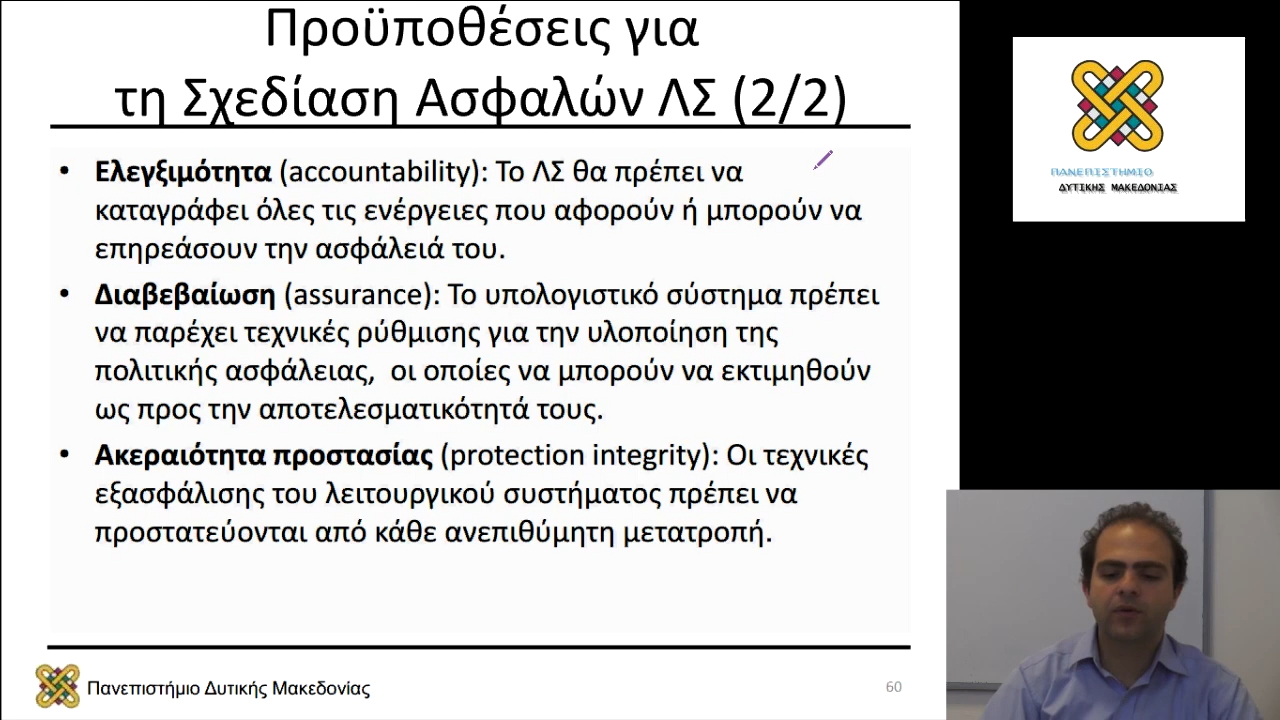 Προϋποθέσεις για
τη Σχεδίαση Ασφαλών ΛΣ (2/2)
• Ελεγξιμότητα (accountability): Το ΛΣ θα πρέπει να
καταγράφει όλες τις ενέργειες που αφορούν ή μπορούν να
επηρεάσουν την ασφάλειά του.
• Διαβεβαίωση (assurance): Το υπολογιστικό σύστημα πρέπει
να παρέχει τεχνικές ρύθμισης για την υλοποίηση της
πολιτικής ασφάλειας, οι οποίες να μπορούν να εκτιμηθούν
ως προς την αποτελεσματικότητά τους.
• Ακεραιότητα προστασίας (protection integrity): Οι τεχνικές
εξασφάλισης του λειτουργικού συστήματος πρέπει να
προστατεύονται από κάθε ανεπιθύμητη μετατροπή.
Πανεπιστήμιο Δυτικής Μακεδονίας
60
ΠΑΝΕΠΙΣΤΗΜΙΟ
ΔΥΤΙΚΗΣ ΜΑΚΕΔΟΝΙΑΣ